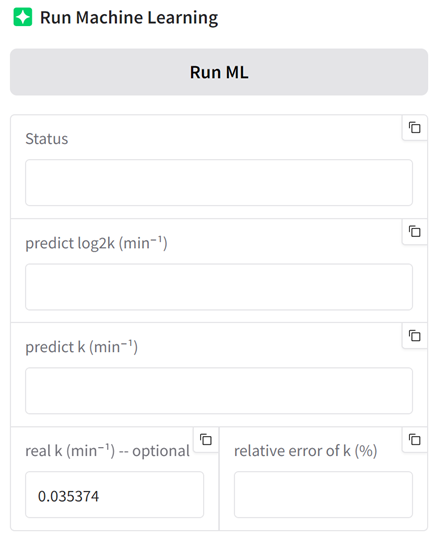 Run Machine Learning
Run ML
Status
predict log2k (min⁻¹)
predict k (min⁻¹)
real k (min⁻¹) -- optional
relative error of k (%)
0.035374